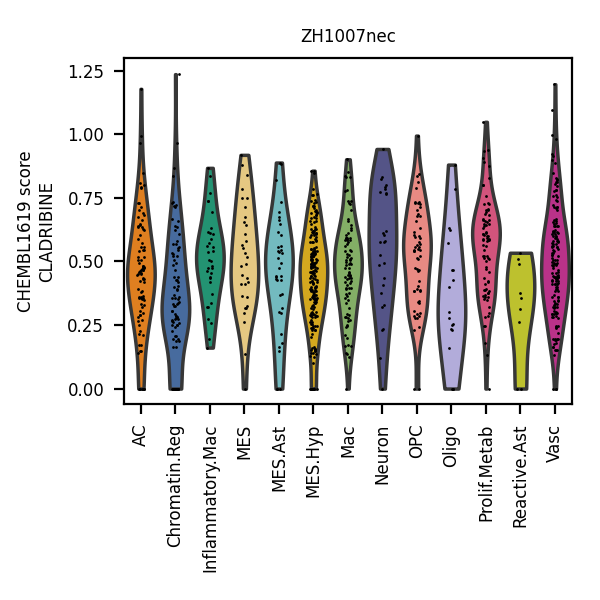 ZH1007nec
CHEMBL1619 score
CLADRIBINE
1.25
1.00
0.75
0.50
0.25
0.00
AC
Chromatin.Reg
Inflammatory.Mac
MES
MES.Ast
MES.Hyp
Mac
Neuron
OPC
Oligo
Prolif.Metab
Reactive.Ast
Vasc